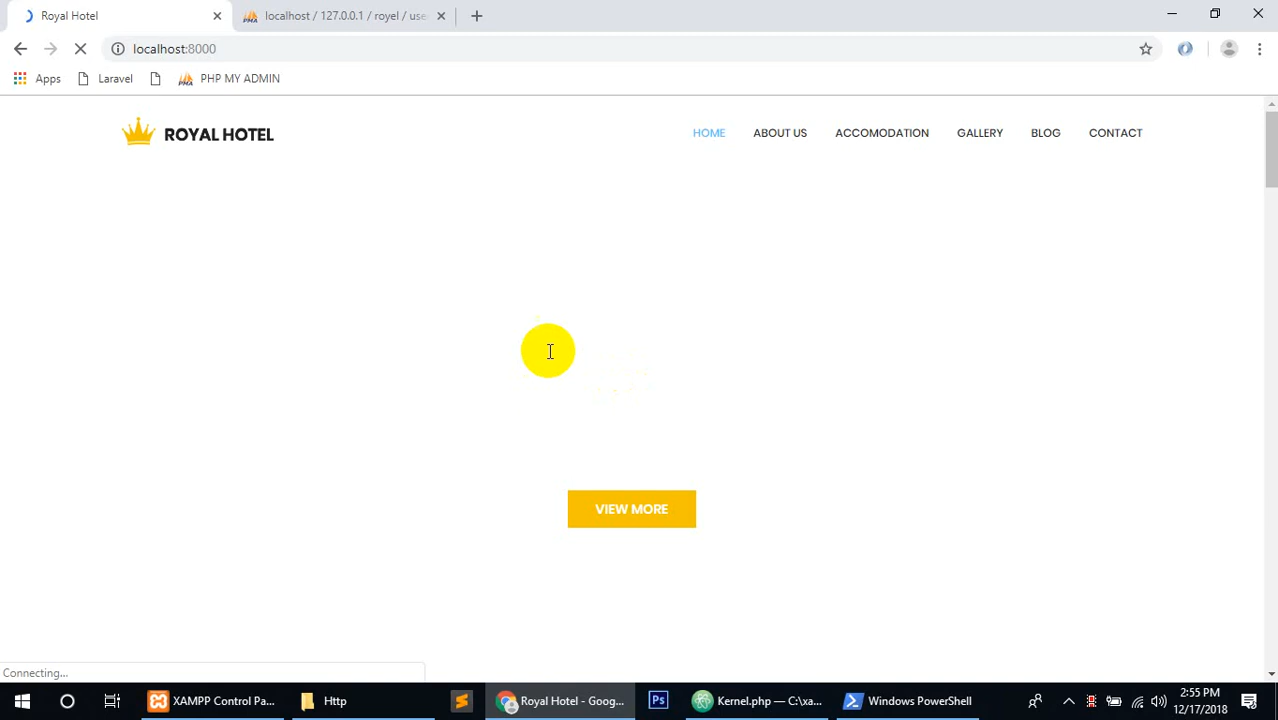 Royal Hotel
localhost / 127.0.0.1 / royel / use
localhost:8000
Apps
Laravel
PHP MY ADMIN
ROYAL HOTEL
HOME
ABOUT US
ACCOMODATION
GALLERY
BLOG
CONTACT
VIEW MORE
Connecting...
XAMPP Control Pa...
Http
Royal Hotel - Goog...
Ps
Kernel.php — C:\xa...
Windows PowerShell
2:55 PM
12/17/2018